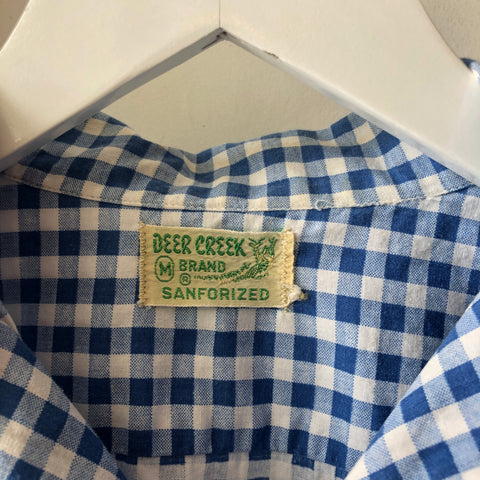 DEER CREEK
M BRAND
®
SANFORIZED